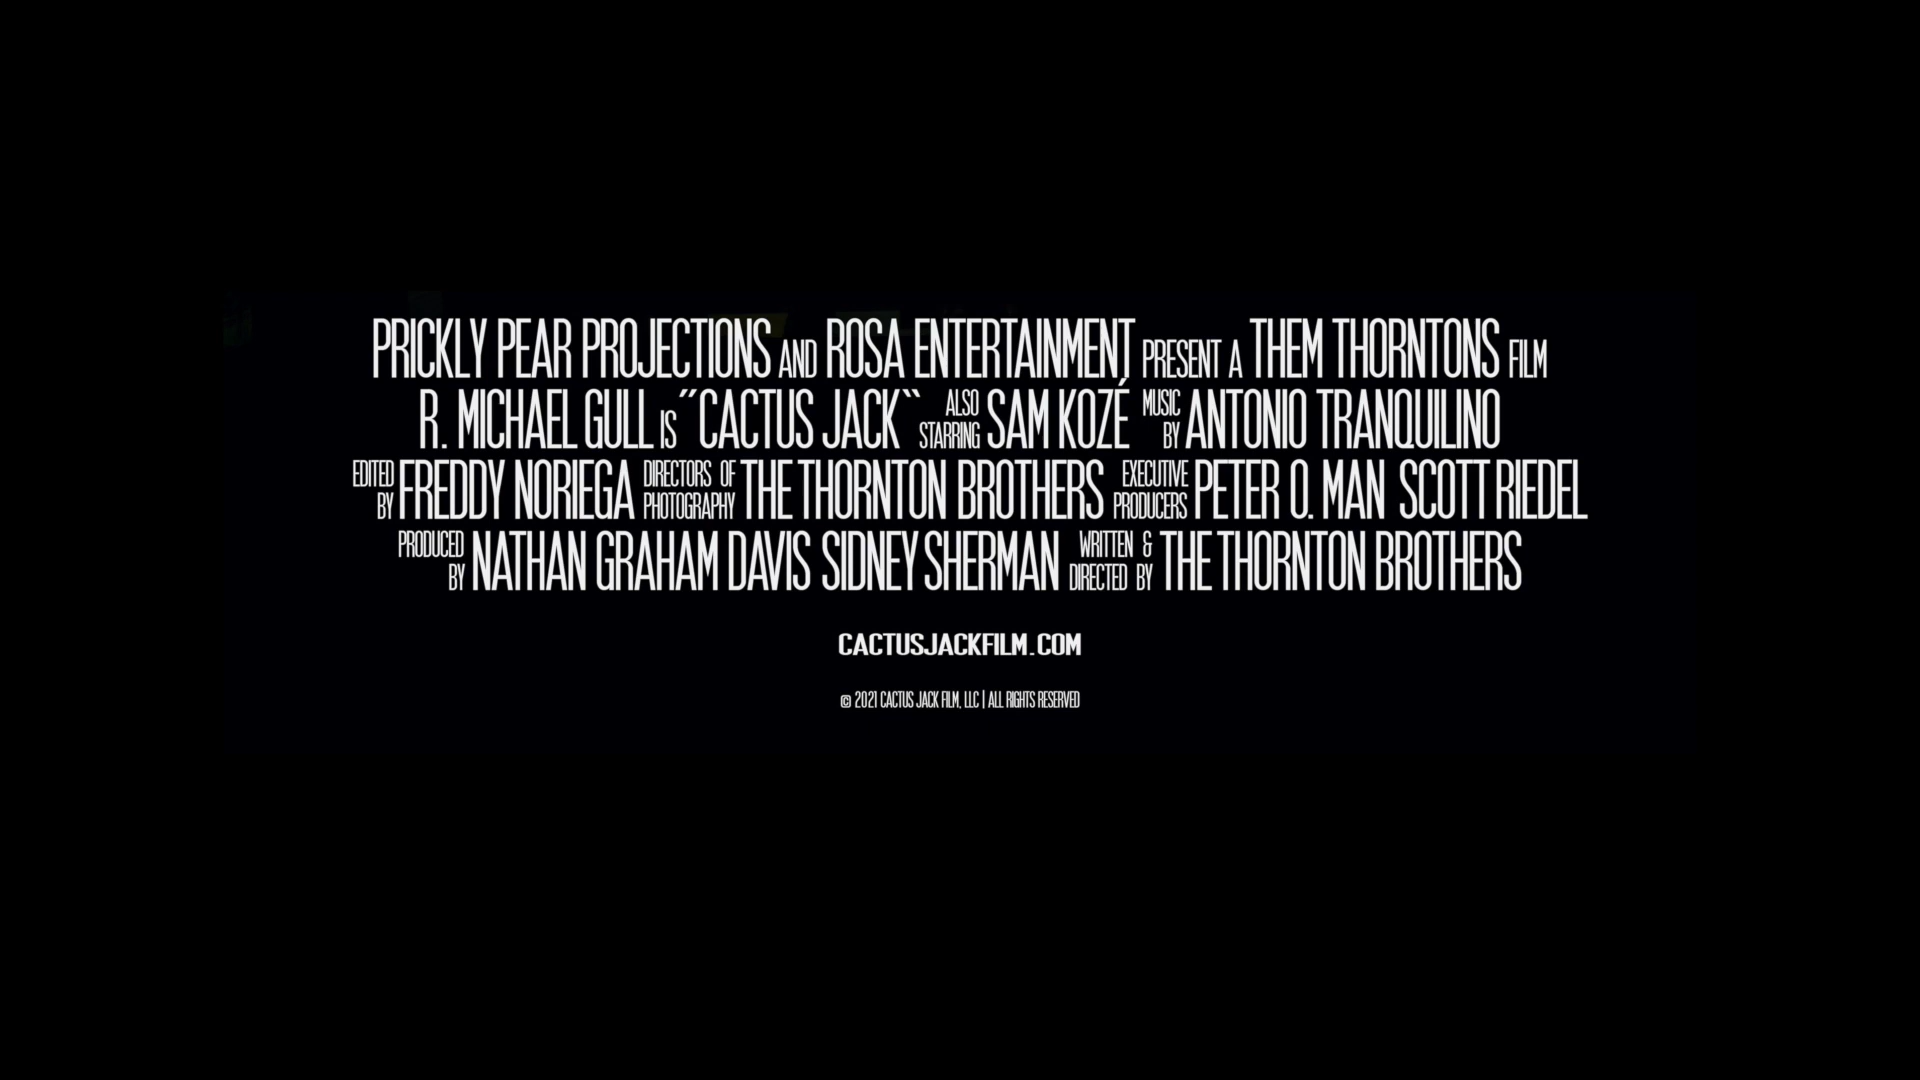 PRICKLY PEAR PROJECTIONS AND ROSA ENTERTAINMENT PRESENT A THEM THORNTONS FILM
R. MICHAEL GULL IS "CACTUS JACK" ALSO STARRING SAM KOZÉ MUSIC BY ANTONIO TRANQUILINO
EDITED BY FREDDY NORIEGA DIRECTORS OF PHOTOGRAPHY THE THORNTON BROTHERS EXECUTIVE PRODUCERS PETER O. MAN SCOTT RIEDEL
PRODUCED BY NATHAN GRAHAM DAVIS SIDNEY SHERMAN WRITTEN & DIRECTED BY THE THORNTON BROTHERS
CACTUSJACKFILM.COM
© 2021 CACTUS JACK FILM, LLC | ALL RIGHTS RESERVED